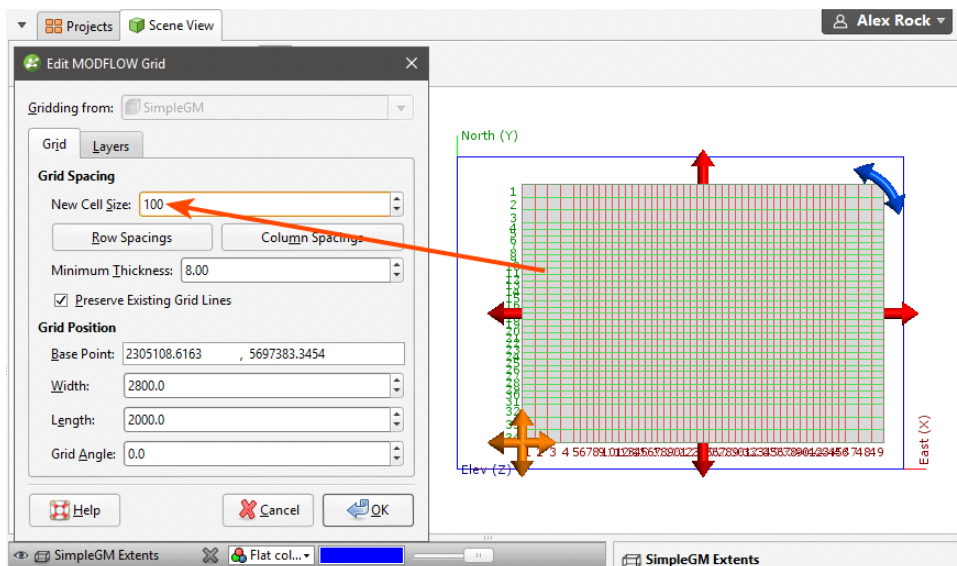 Projects
Scene View
Alex Rock
Edit MODFLOW Grid
Gridding from: SimpleGM
Grid
Layers
Grid Spacing
New Cell Size: 100
Row Spacings
Column Spacings
Minimum Thickness: 8.00
Preserve Existing Grid Lines
Grid Position
Base Point: 2305108.6163 , 5697383.3454
Width: 2800.0
Length: 2000.0
Grid Angle: 0.0
Help
Cancel
OK
North (Y)
1
2
3
4
Elev (Z)
East (X)
SimpleGM Extents
Flat col...
SimpleGM Extents